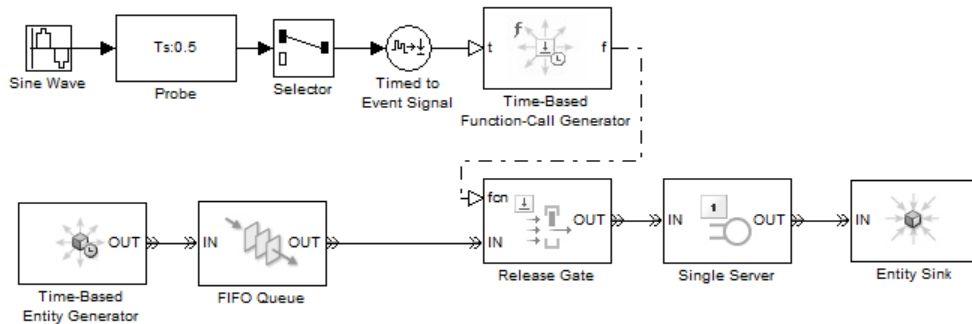 Sine Wave
Ts:0.5
Probe
Selector
Timed to
Event Signal
t
f
f
Time-Based
Function-Call Generator
OUT
Time-Based
Entity Generator
IN
OUT
FIFO Queue
fcn
IN
OUT
Release Gate
IN
1
OUT
Single Server
IN
Entity Sink